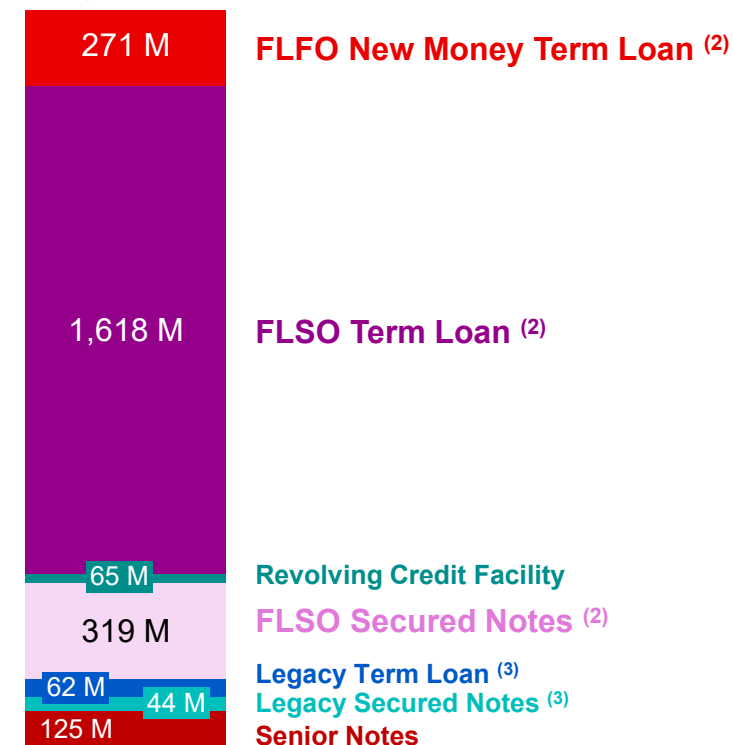 271 M FLFO New Money Term Loan (2)
1,618 M FLSO Term Loan (2)
65 M Revolving Credit Facility
319 M FLSO Secured Notes (2)
62 M Legacy Term Loan (3)
44 M Legacy Secured Notes (3)
125 M Senior Notes